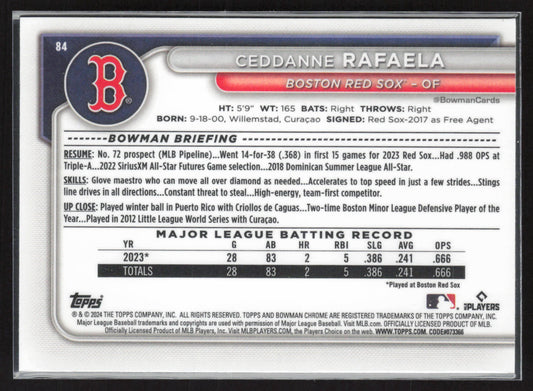 84
CEDDANNE RAFAELA
B
BOSTON RED SOX™ – OF
@BowmanCards
HT: 5'9" WT: 165 BATS: Right THROWS: Right
BORN: 9-18-00, Willemstad, Curaçao SIGNED: Red Sox-2017 as Free Agent
BOWMAN BRIEFING
RESUME: No. 72 prospect (MLB Pipeline)...Went 14-for-38 (.368) in first 15 games for 2023 Red Sox...Had .988 OPS at
Triple-A...2022 SiriusXM All-Star Futures Game selection...2018 Dominican Summer League All-Star.
SKILLS: Glove maestro who can move all over diamond as needed...Accelerates to top speed in just a few strides...Stings
line drives in all directions...Constant threat to steal...High-energy, team-first competitor.
UP CLOSE: Played winter ball in Puerto Rico with Criollos de Caguas...Two-time Boston Minor League Defensive Player of the
Year...Played in 2012 Little League World Series with Curaçao.
MAJOR LEAGUE BATTING RECORD
YR G AB HR RBI SLG AVG OPS
2023* 28 83 2 5 .386 .241 .666
TOTALS 28 83 2 5 .386 .241 .666
*Played at Boston Red Sox
Topps
MLB PLAYERS
® & © 2024 THE TOPPS COMPANY, INC. ALL RIGHTS RESERVED. TOPPS AND BOWMAN CHROME ARE REGISTERED TRADEMARKS OF THE TOPPS COMPANY, INC.
Major League Baseball trademarks and copyrights are used with permission of Major League Baseball. Visit MLB.com. OFFICIALLY LICENSED PRODUCT OF MLB.
Officially Licensed Product of MLB Players, Inc. Visit MLBPLAYERS.com, the Players Choice on the web. WWW.TOPPS.COM. CODE#073366